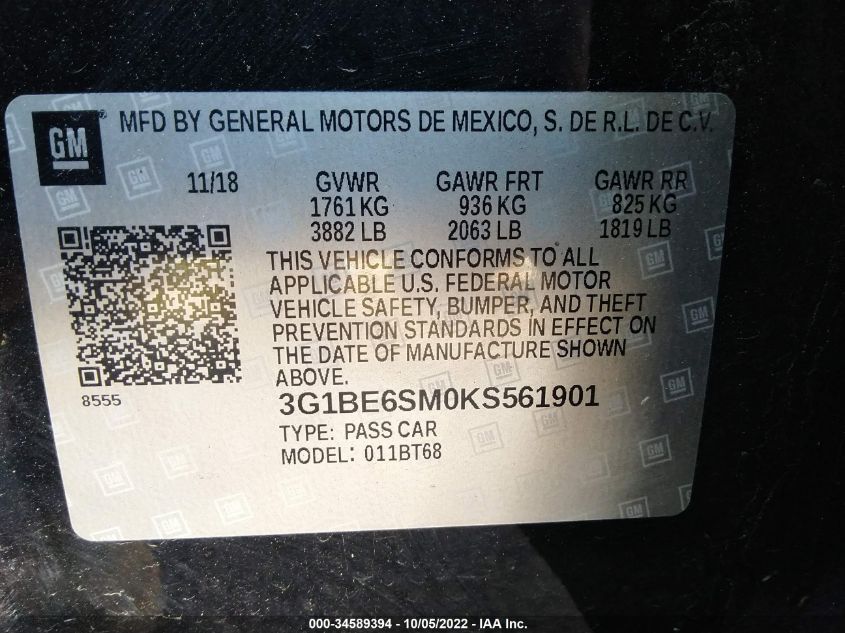 GM MFD BY GENERAL MOTORS DE MEXICO, S. DE R.L. DE C.V.
11/18 GVWR GAWR FRT GAWR RR
1761 KG 936 KG 825 KG
3882 LB 2063 LB 1819 LB
THIS VEHICLE CONFORMS TO ALL
APPLICABLE U.S. FEDERAL MOTOR
VEHICLE SAFETY, BUMPER, AND THEFT
PREVENTION STANDARDS IN EFFECT ON
THE DATE OF MANUFACTURE SHOWN
ABOVE.
8555
3G1BE6SM0KS561901
TYPE: PASS CAR
MODEL: 011BT68
000-34589394 - 10/05/2022 - IAA Inc.